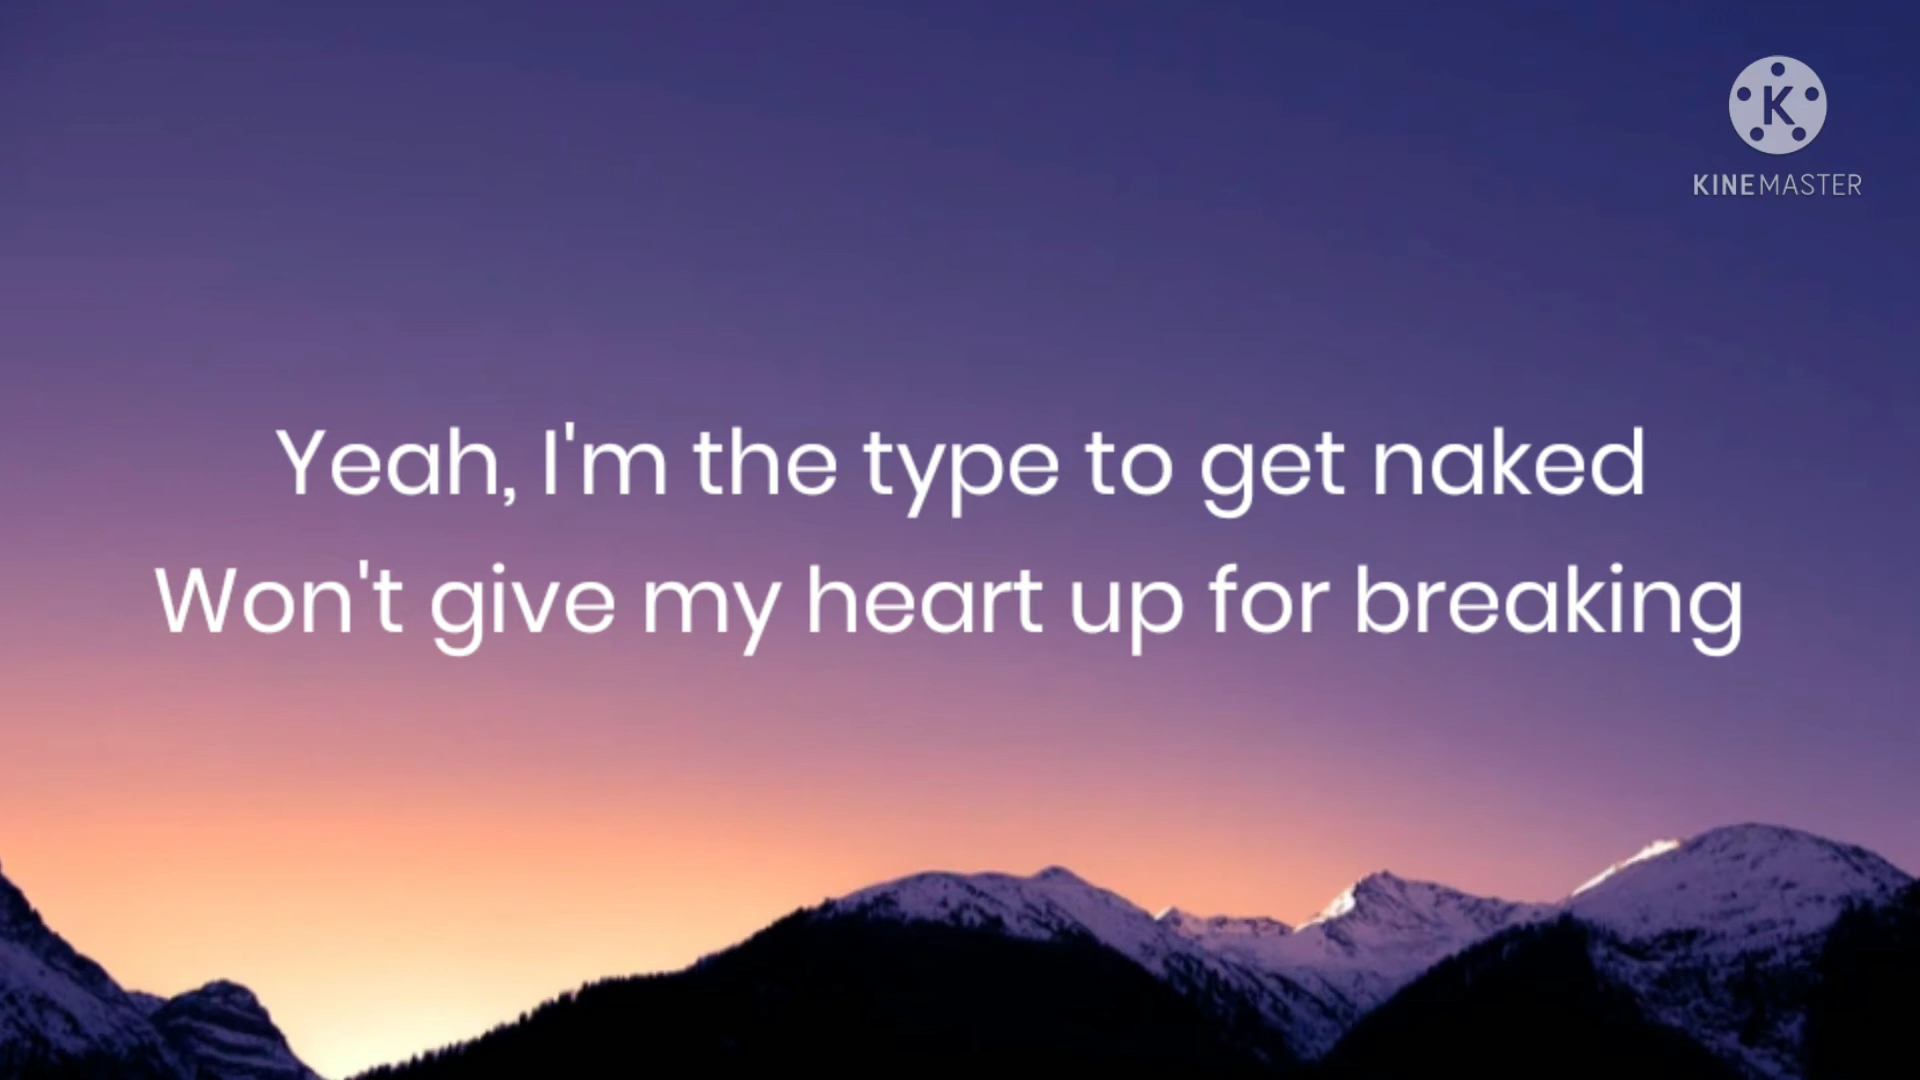 K
KINEMASTER
Yeah, I'm the type to get naked
Won't give my heart up for breaking